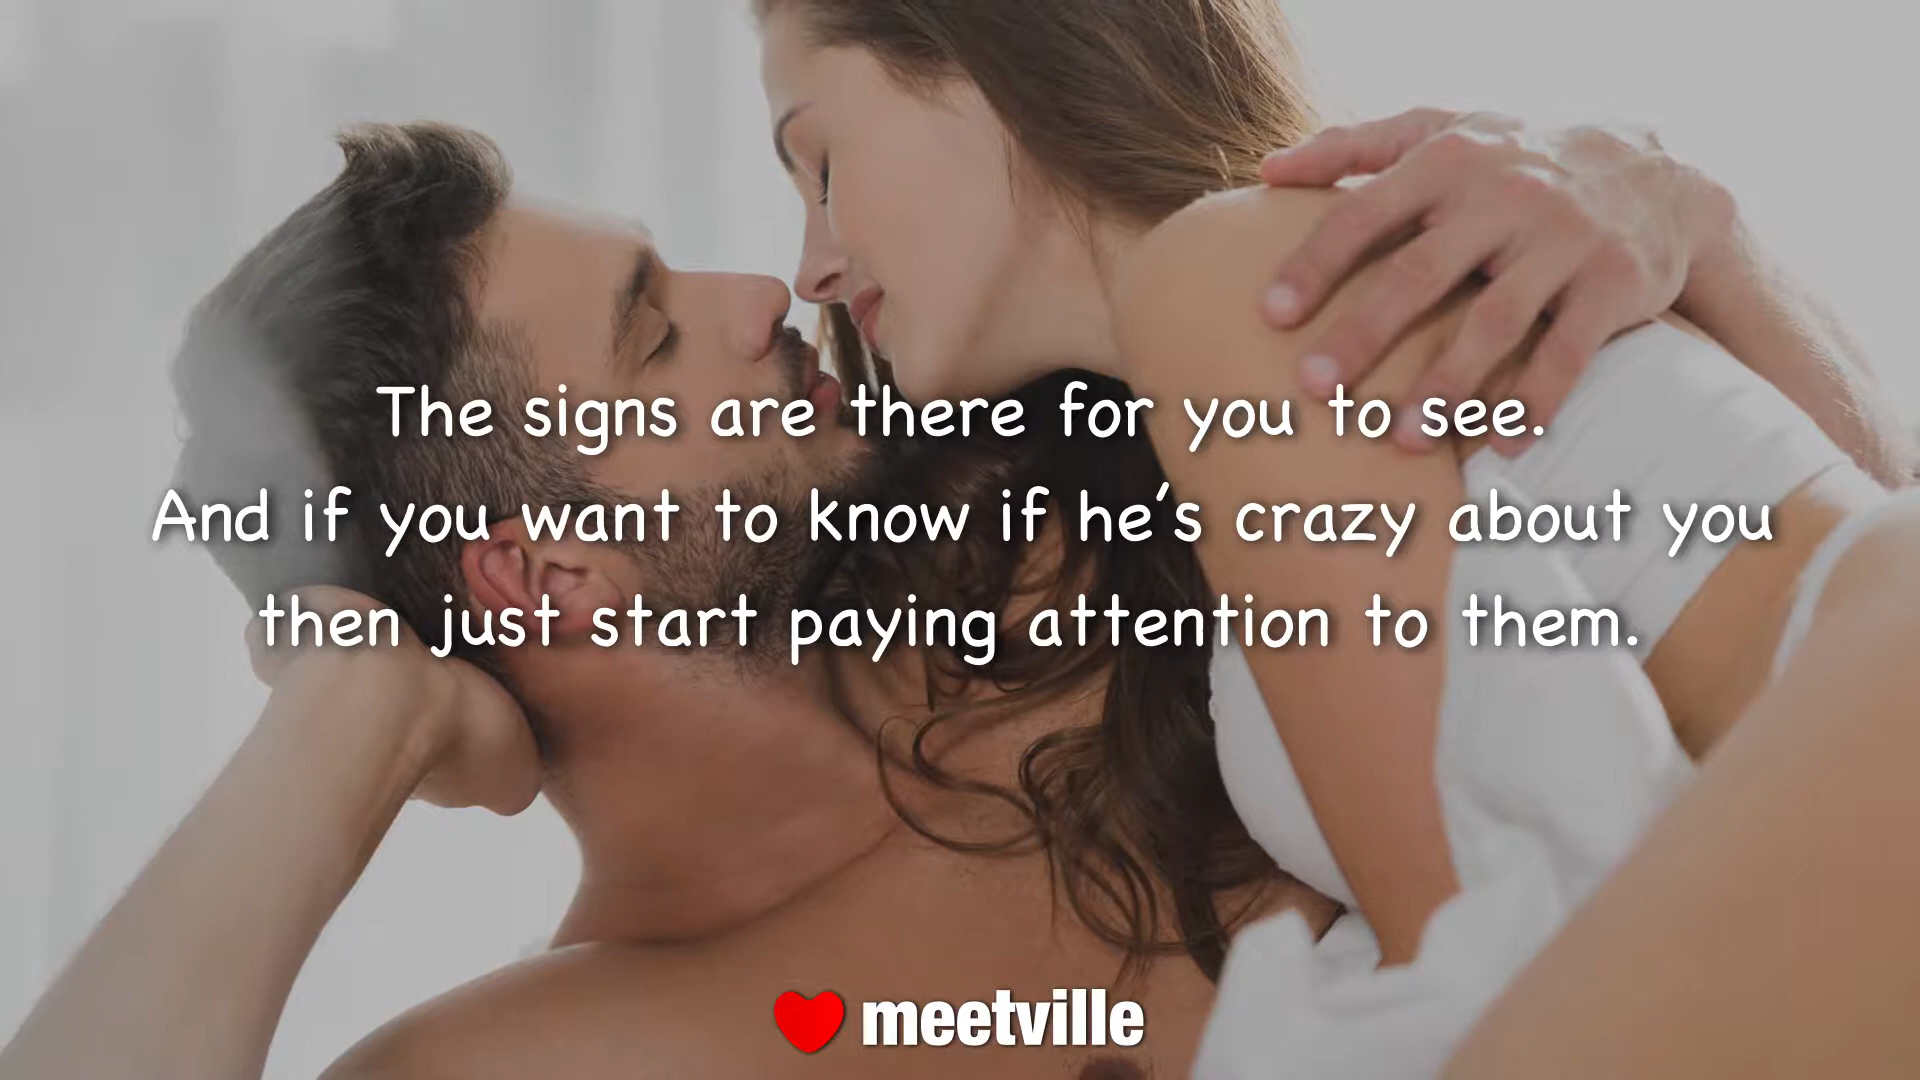 The signs are there for you to see.
And if you want to know if he's crazy about you
then just start paying attention to them.
meetville